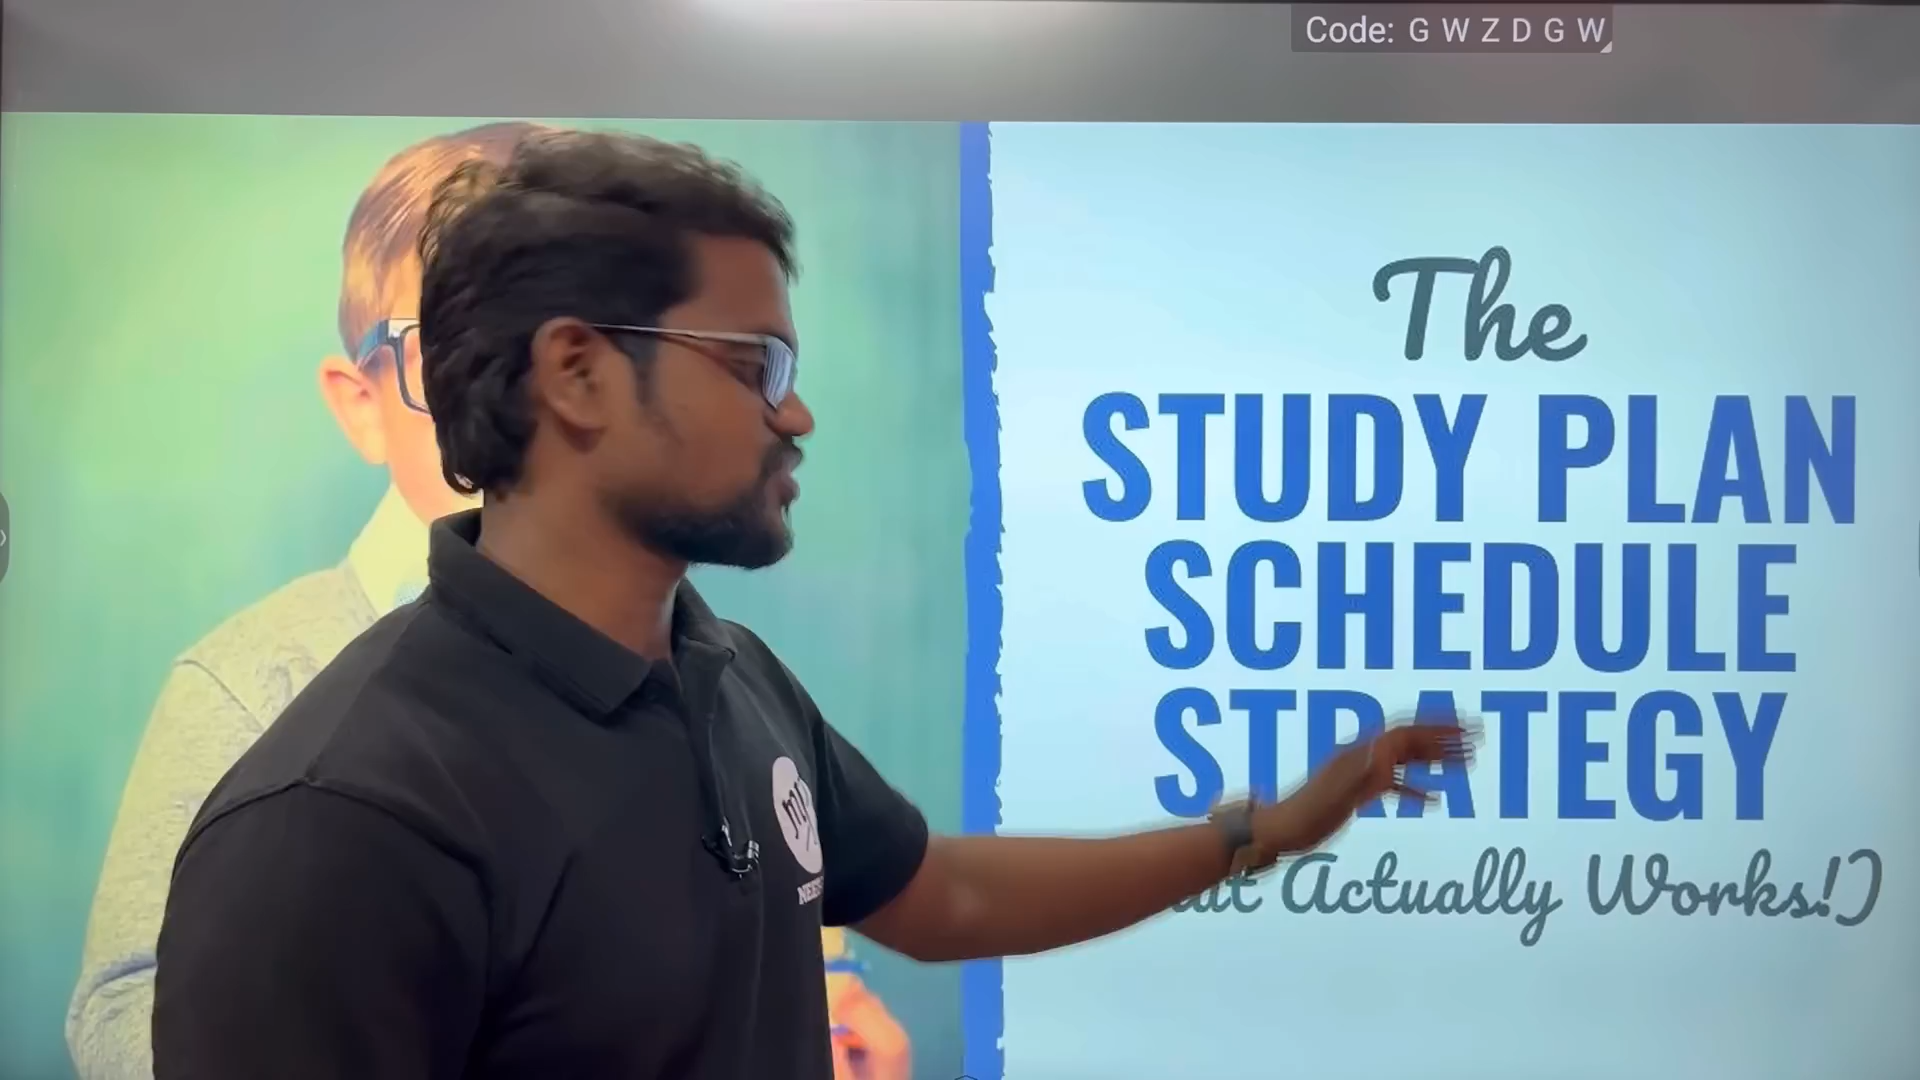 Code: G W Z D G W
The
STUDY PLAN
SCHEDULE
STRATEGY
Actually Works!)